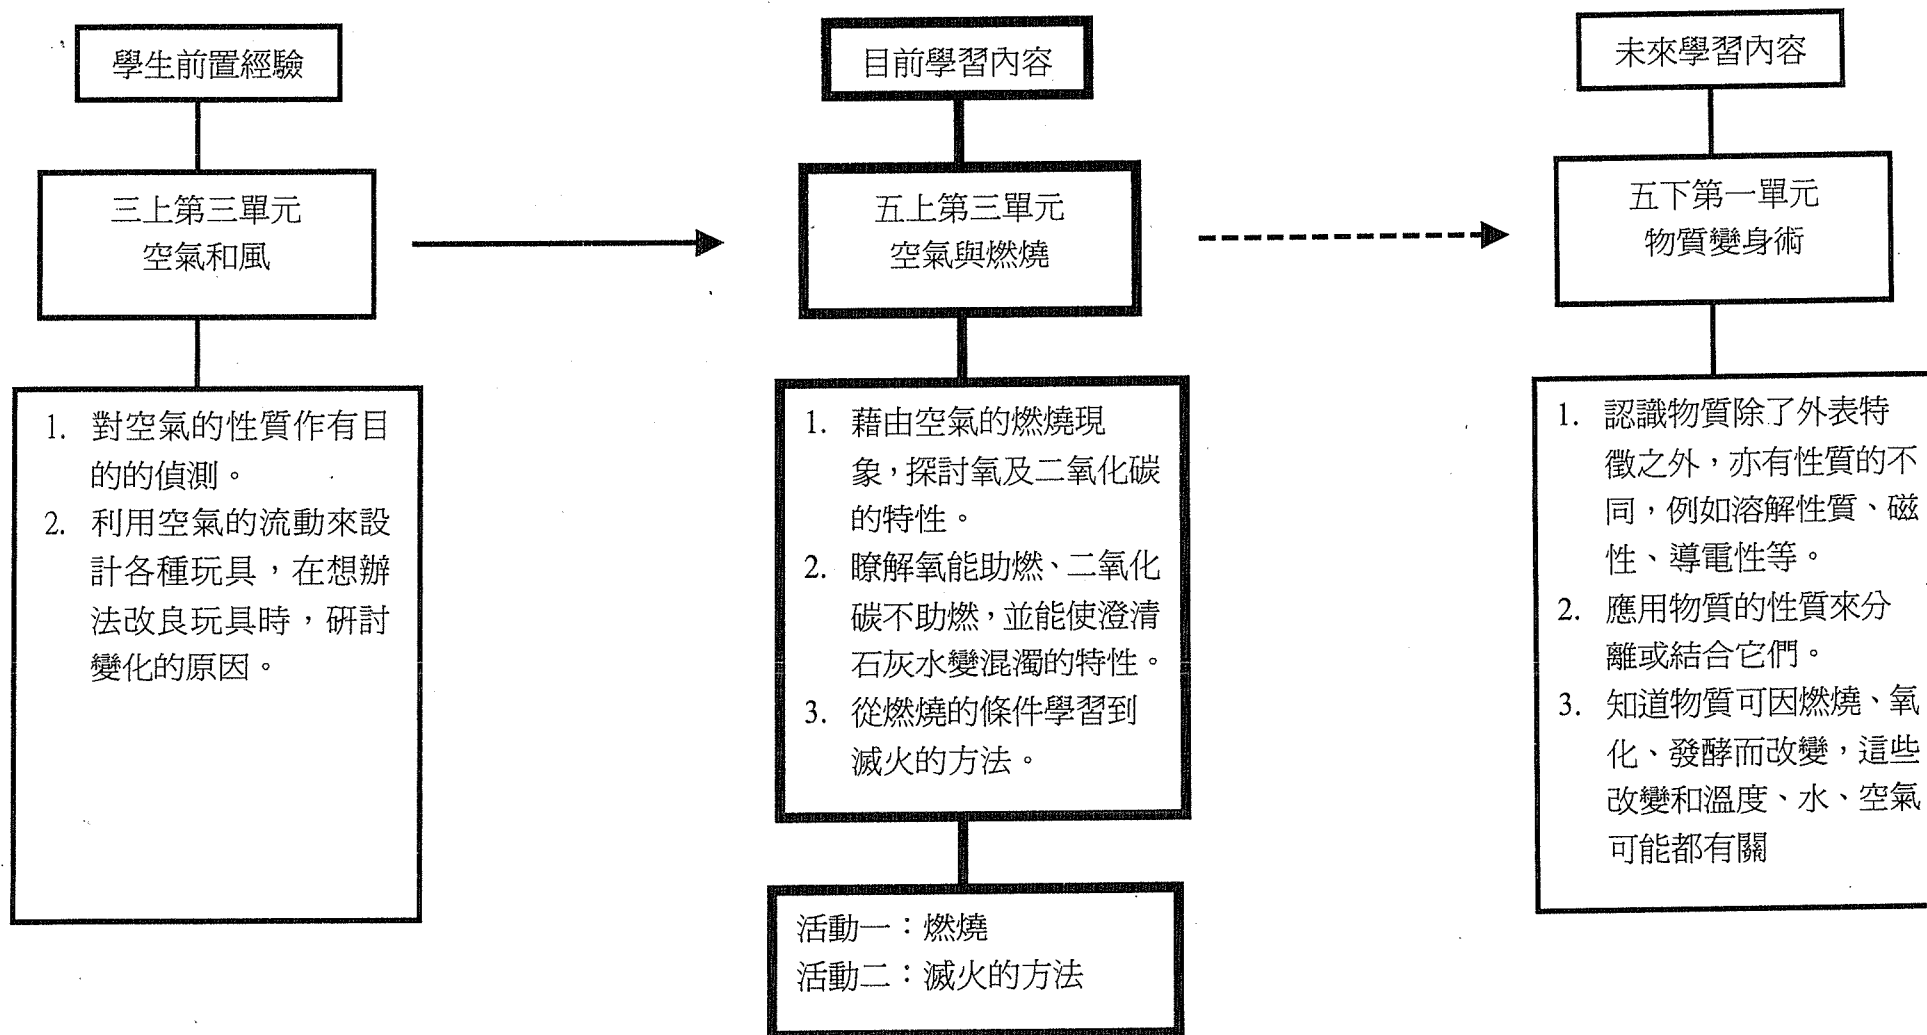 學生前置經驗
三上第三單元
空氣和風
1. 對空氣的性質作有目
的的偵測。
2. 利用空氣的流動來設
計各種玩具，在想辦
法改良玩具時，研討
變化的原因。
目前學習內容
五上第三單元
空氣與燃燒
1. 藉由空氣的燃燒現
象，探討氧及二氧化碳
的特性。
2. 瞭解氧能助燃、二氧化
碳不助燃，並能使澄清
石灰水變混濁的特性。
3. 從燃燒的條件學習到
滅火的方法。
活動一：燃燒
活動二：滅火的方法
未來學習內容
五下第一單元
物質變身術
1. 認識物質除了外表特
徵之外，亦有性質的不
同，例如溶解性質、磁
性、導電性等。
2. 應用物質的性質來分
離或結合它們。
3. 知道物質可因燃燒、氧
化、發酵而改變，這些
改變和溫度、水、空氣
可能都有關